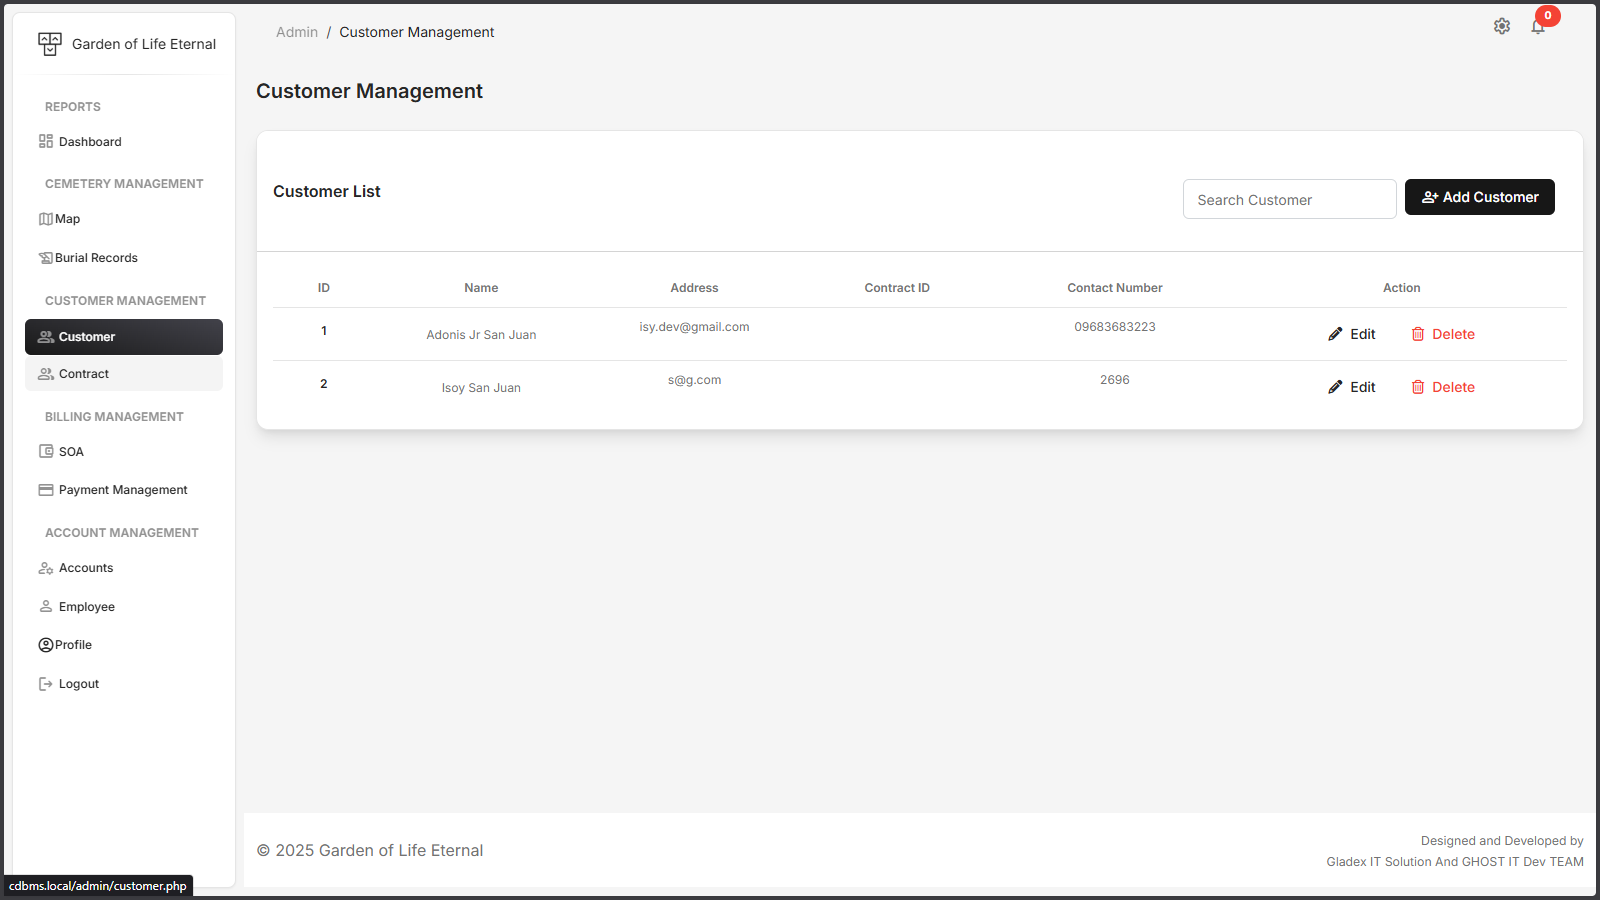 Garden of Life Eternal
REPORTS
Dashboard
CEMETERY MANAGEMENT
Map
Burial Records
CUSTOMER MANAGEMENT
Customer
Contract
BILLING MANAGEMENT
SOA
Payment Management
ACCOUNT MANAGEMENT
Accounts
Employee
Profile
Logout
Admin / Customer Management
0
Customer Management
Customer List
Search Customer
Add Customer
ID Name Address Contract ID Contact Number Action
1 Adonis Jr San Juan isy.dev@gmail.com 09683683223 Edit Delete
2 Isoy San Juan s@g.com 2696 Edit Delete
© 2025 Garden of Life Eternal
Designed and Developed by
Gladex IT Solution And GHOST IT Dev TEAM
cdbms.local/admin/customer.php